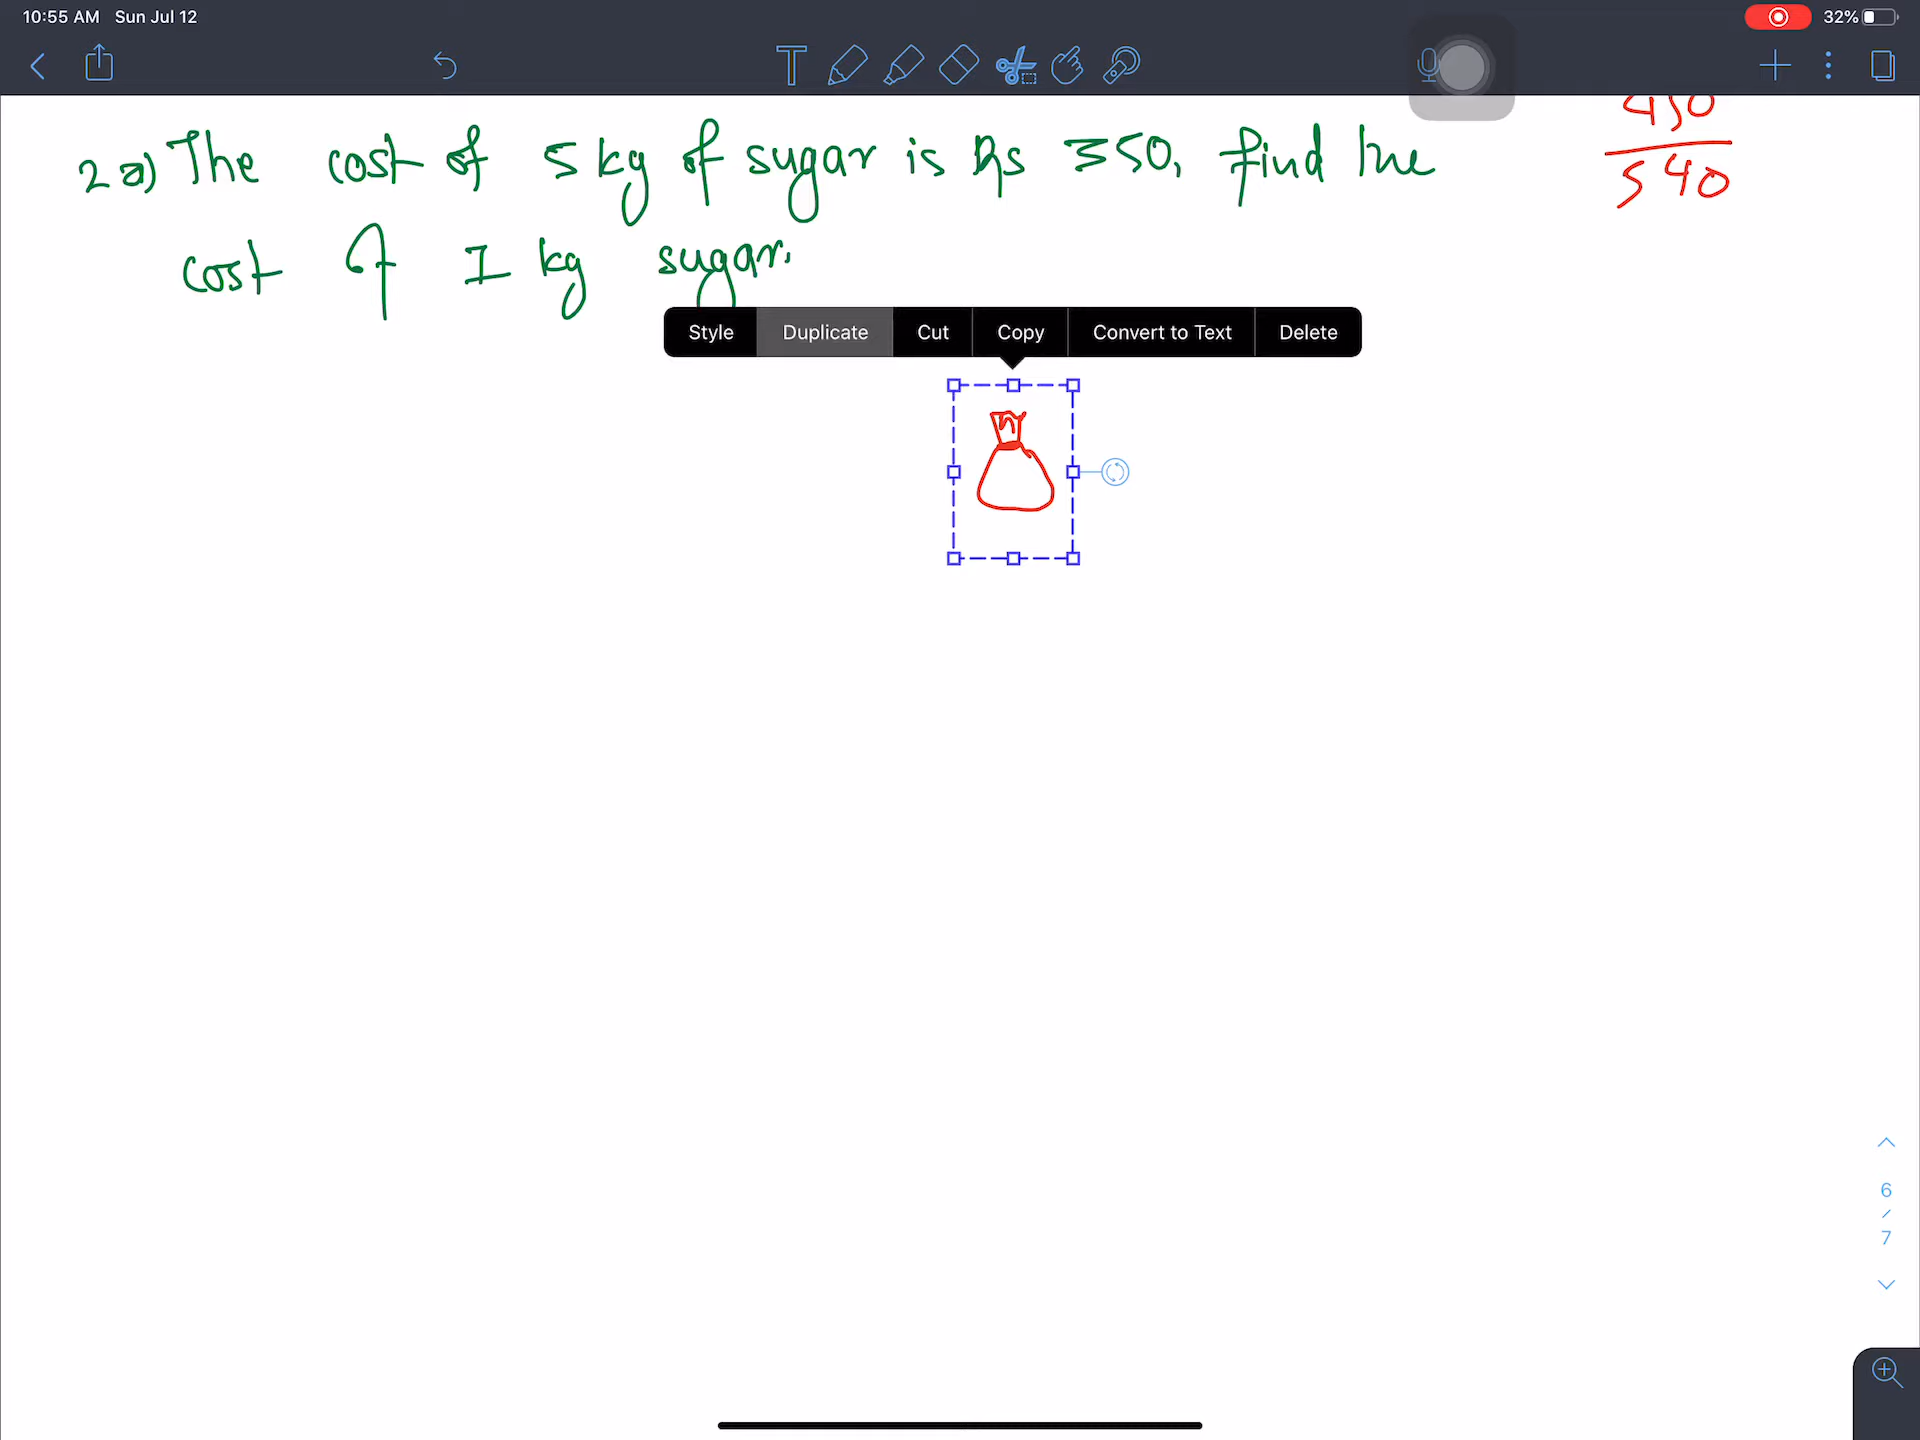 10:55 AM Sun Jul 12
32%
T
450
540
2 a) The cost of 5 kg of sugar is Rs 350, find the
cost of 1 kg sugar.
Style Duplicate Cut Copy Convert to Text Delete
6
/
7